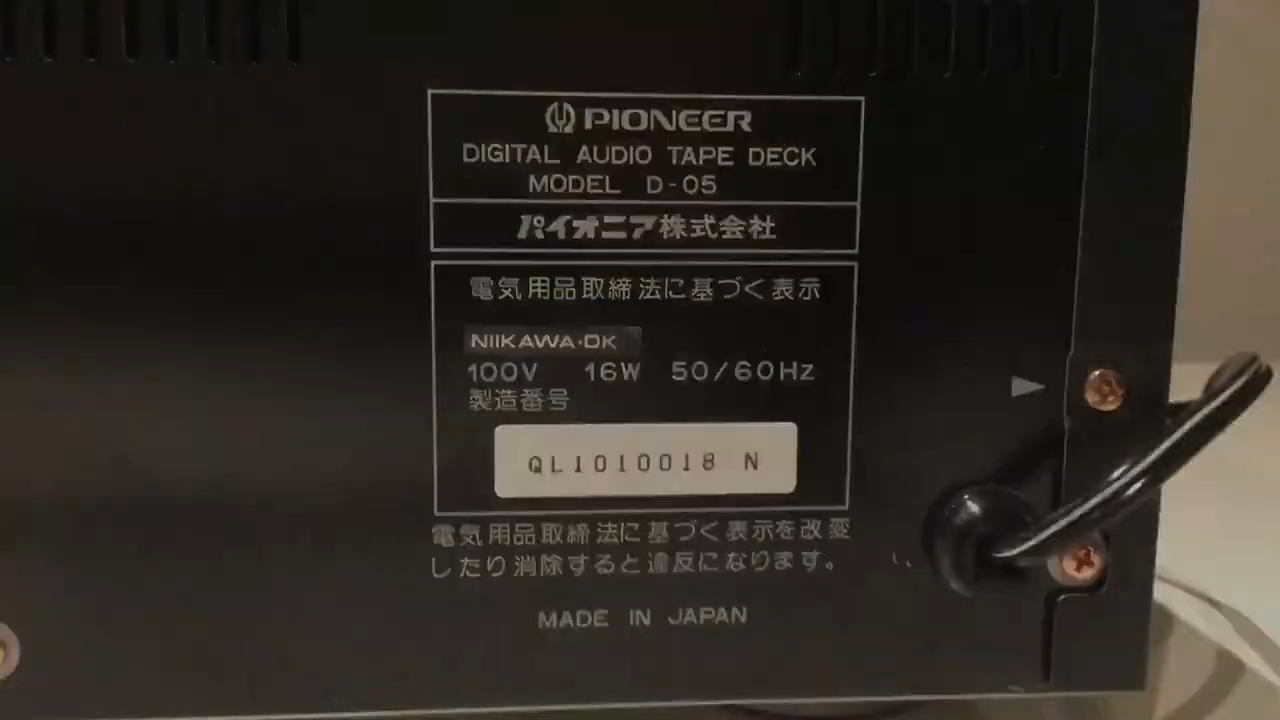 PIONEER
DIGITAL AUDIO TAPE DECK
MODEL D-05
パイオニア株式会社
電気用品取締法に基づく表示
NIIKAWA·DK
100V 16W 50/60Hz
製造番号
QL1010018 N
電気用品取締法に基づく表示を改変
したり消除すると違反になります。
MADE IN JAPAN